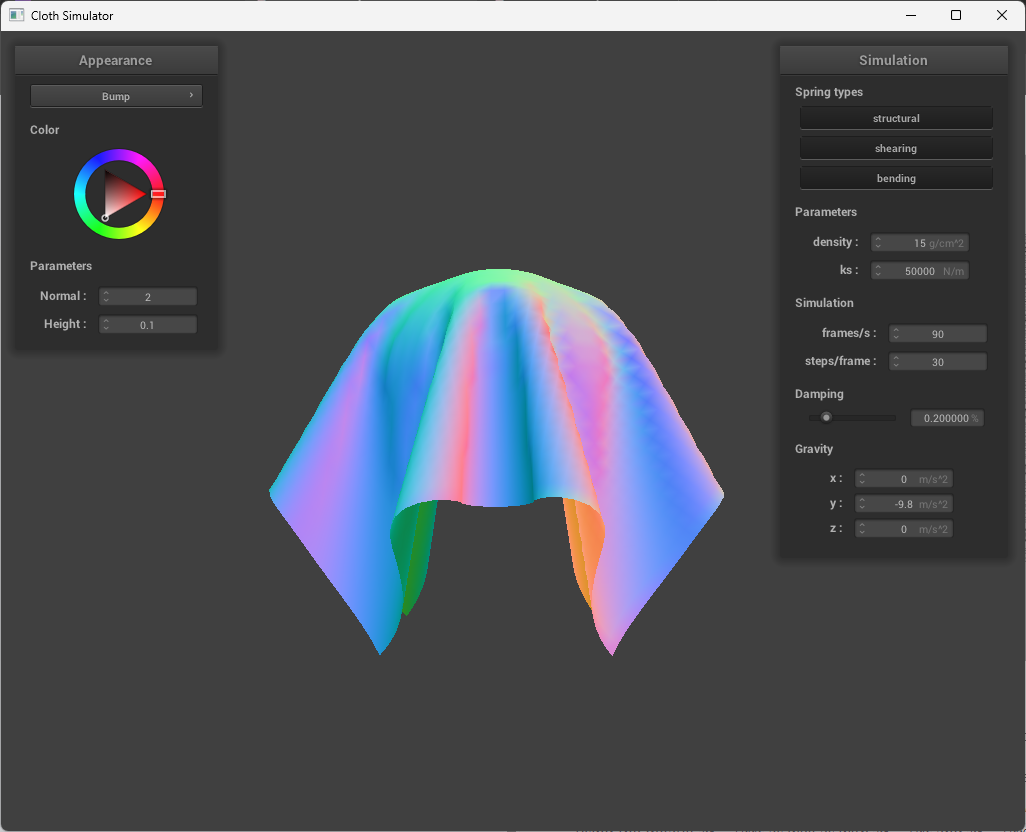 Cloth Simulator
Appearance
Bump
Color
Parameters
Normal : 2
Height : 0.1
Simulation
Spring types
structural
shearing
bending
Parameters
density : 15 g/cm^2
ks : 50000 N/m
Simulation
frames/s : 90
steps/frame : 30
Damping
0.200000 %
Gravity
x : 0 m/s^2
y : -9.8 m/s^2
z : 0 m/s^2